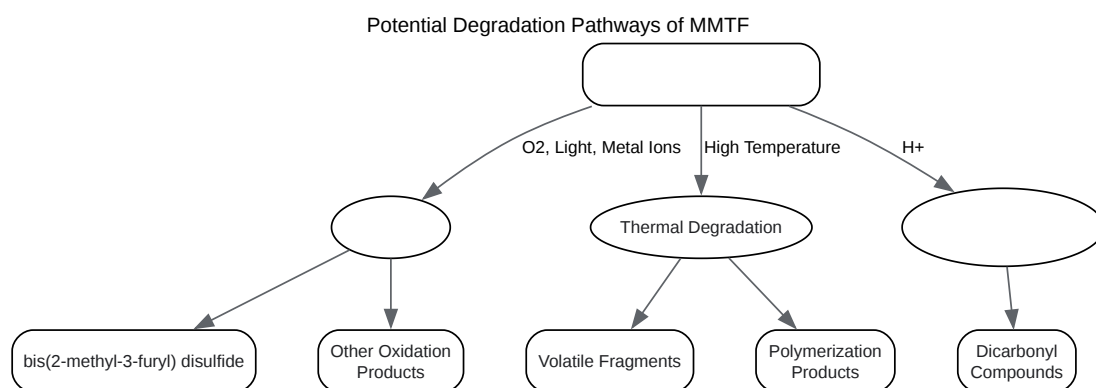 Potential Degradation Pathways of MMTF
O2, Light, Metal Ions
High Temperature
H+
Thermal Degradation
bis(2-methyl-3-furyl) disulfide
Other Oxidation
Products
Volatile Fragments
Polymerization
Products
Dicarbonyl
Compounds